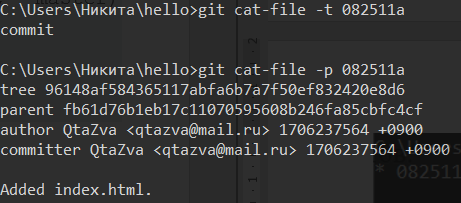 C:\Users\Никита\hello>git cat-file -t 082511a
commit
C:\Users\Никита\hello>git cat-file -p 082511a
tree 96148af584365117abfa6b7a7f50ef832420e8d6
parent fb61d76b1eb17c11070595608b246fa85cbfc4cf
author QtaZva <qtazva@mail.ru> 1706237564 +0900
committer QtaZva <qtazva@mail.ru> 1706237564 +0900
* 082511
Added index.html.